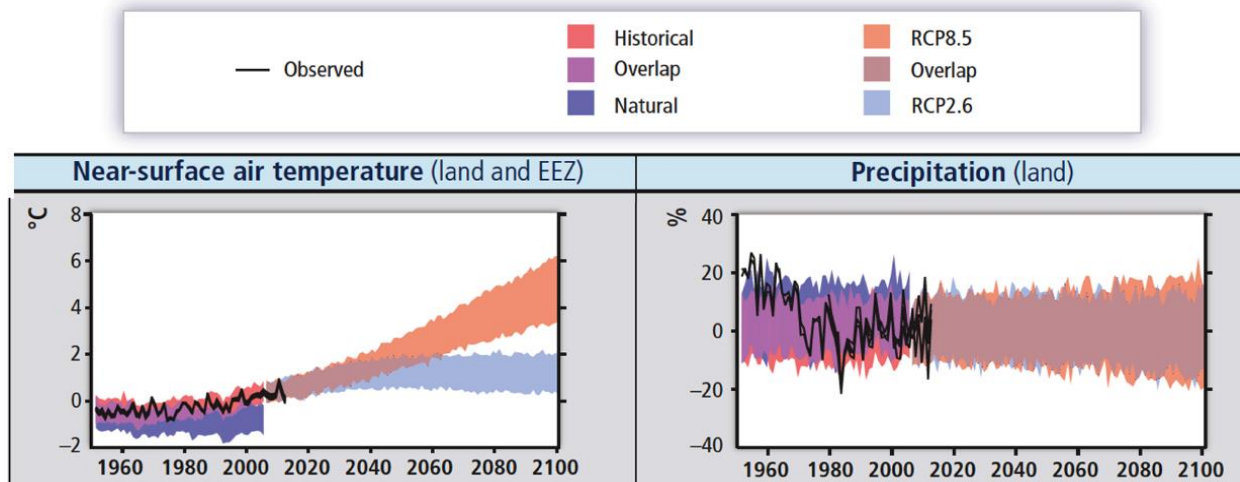 Observed
Historical
Overlap
Natural
RCP8.5
Overlap
RCP2.6
Near-surface air temperature (land and EEZ)
Precipitation (land)
°C
8
6
4
2
0
−2
1960 1980 2000 2020 2040 2060 2080 2100
%
40
20
0
−20
−40
1960 1980 2000 2020 2040 2060 2080 2100